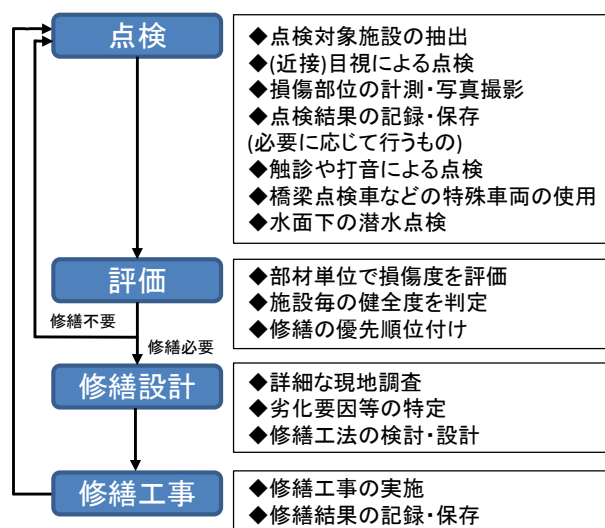 点検
◆点検対象施設の抽出
◆(近接)目視による点検
◆損傷部位の計測・写真撮影
◆点検結果の記録・保存
(必要に応じて行うもの)
◆触診や打音による点検
◆橋梁点検車などの特殊車両の使用
◆水面下の潜水点検
評価
◆部材単位で損傷度を評価
◆施設毎の健全度を判定
◆修繕の優先順位付け
修繕不要
修繕必要
修繕設計
◆詳細な現地調査
◆劣化要因等の特定
◆修繕工法の検討・設計
修繕工事
◆修繕工事の実施
◆修繕結果の記録・保存